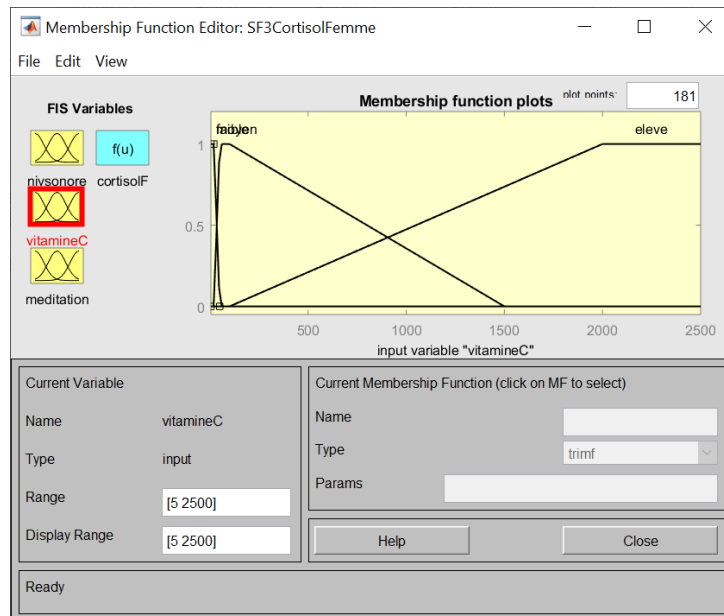 Membership Function Editor: SF3CortisolFemme
File Edit View
FIS Variables
f(u)
nivsonore cortisolF
vitamineC
meditation
Membership function plots
plot points:
181
moyen
eleve
1
0.5
0
500 1000 1500 2000 2500
input variable "vitamineC"
Current Variable
Name vitamineC
Type input
Range [5 2500]
Display Range [5 2500]
Current Membership Function (click on MF to select)
Name
Type trimf
Params
Help Close
Ready